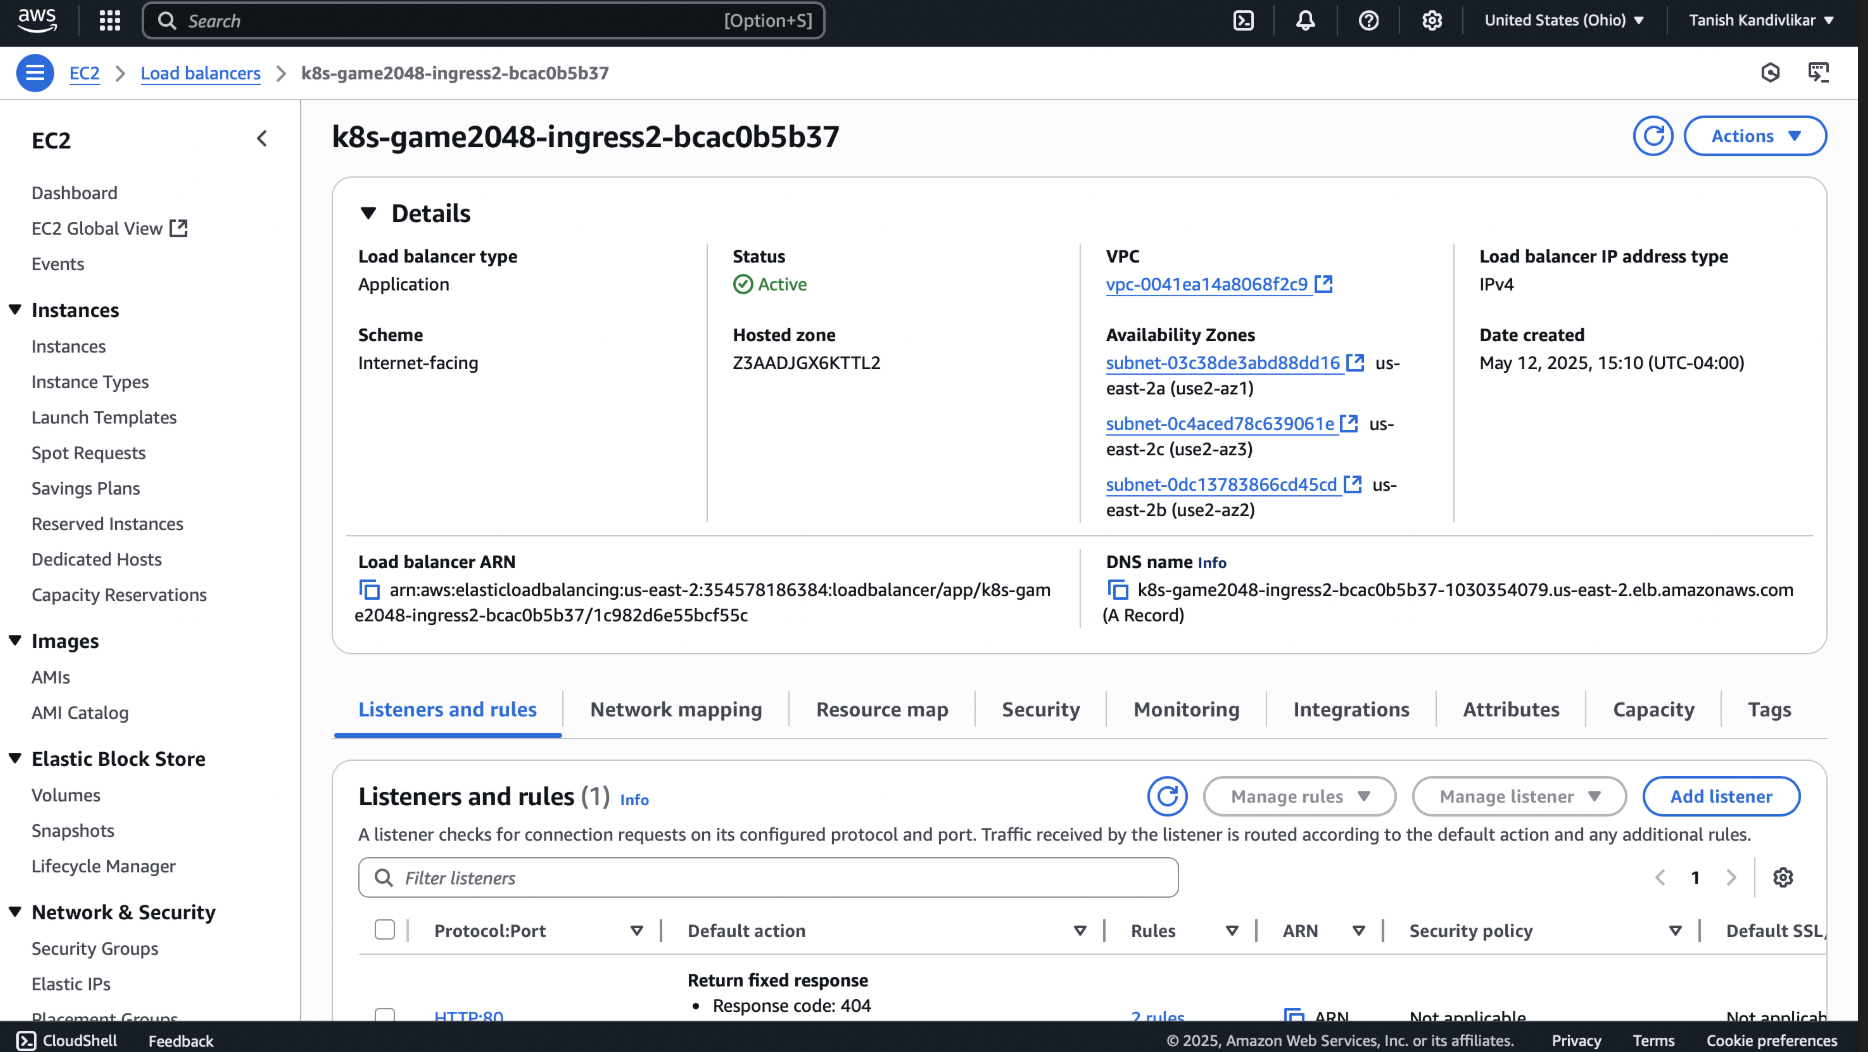 aws
Search
[Option+S]
United States (Ohio)
Tanish Kandivlikar
EC2
Load balancers
k8s-game2048-ingress2-bcac0b5b37
EC2
Dashboard
EC2 Global View
Events
Instances
Instances
Instance Types
Launch Templates
Spot Requests
Savings Plans
Reserved Instances
Dedicated Hosts
Capacity Reservations
Images
AMIs
AMI Catalog
Elastic Block Store
Volumes
Snapshots
Lifecycle Manager
Network & Security
Security Groups
Elastic IPs
Placement Groups
k8s-game2048-ingress2-bcac0b5b37
Actions
Details
Load balancer type
Application
Status
Active
VPC
vpc-0041ea14a8068f2c9
Load balancer IP address type
IPv4
Scheme
Internet-facing
Hosted zone
Z3AADJGX6KTTL2
Availability Zones
subnet-03c38de3abd88dd16 us-
east-2a (use2-az1)
subnet-0c4aced78c639061e us-
east-2c (use2-az3)
subnet-0dc13783866cd45cd us-
east-2b (use2-az2)
Date created
May 12, 2025, 15:10 (UTC-04:00)
Load balancer ARN
arn:aws:elasticloadbalancing:us-east-2:354578186384:loadbalancer/app/k8s-gam
e2048-ingress2-bcac0b5b37/1c982d6e55bcf55c
DNS name Info
k8s-game2048-ingress2-bcac0b5b37-1030354079.us-east-2.elb.amazonaws.com
(A Record)
Listeners and rules
Network mapping
Resource map
Security
Monitoring
Integrations
Attributes
Capacity
Tags
Listeners and rules (1) Info
Manage rules
Manage listener
Add listener
A listener checks for connection requests on its configured protocol and port. Traffic received by the listener is routed according to the default action and any additional rules.
Filter listeners
1
Protocol:Port
Default action
Rules
ARN
Security policy
Default SSL,
Return fixed response
• Response code: 404
HTTP:80
2 rules
ARN
Not applicable
Not applicab
CloudShell
Feedback
© 2025, Amazon Web Services, Inc. or its affiliates.
Privacy
Terms
Cookie preferences